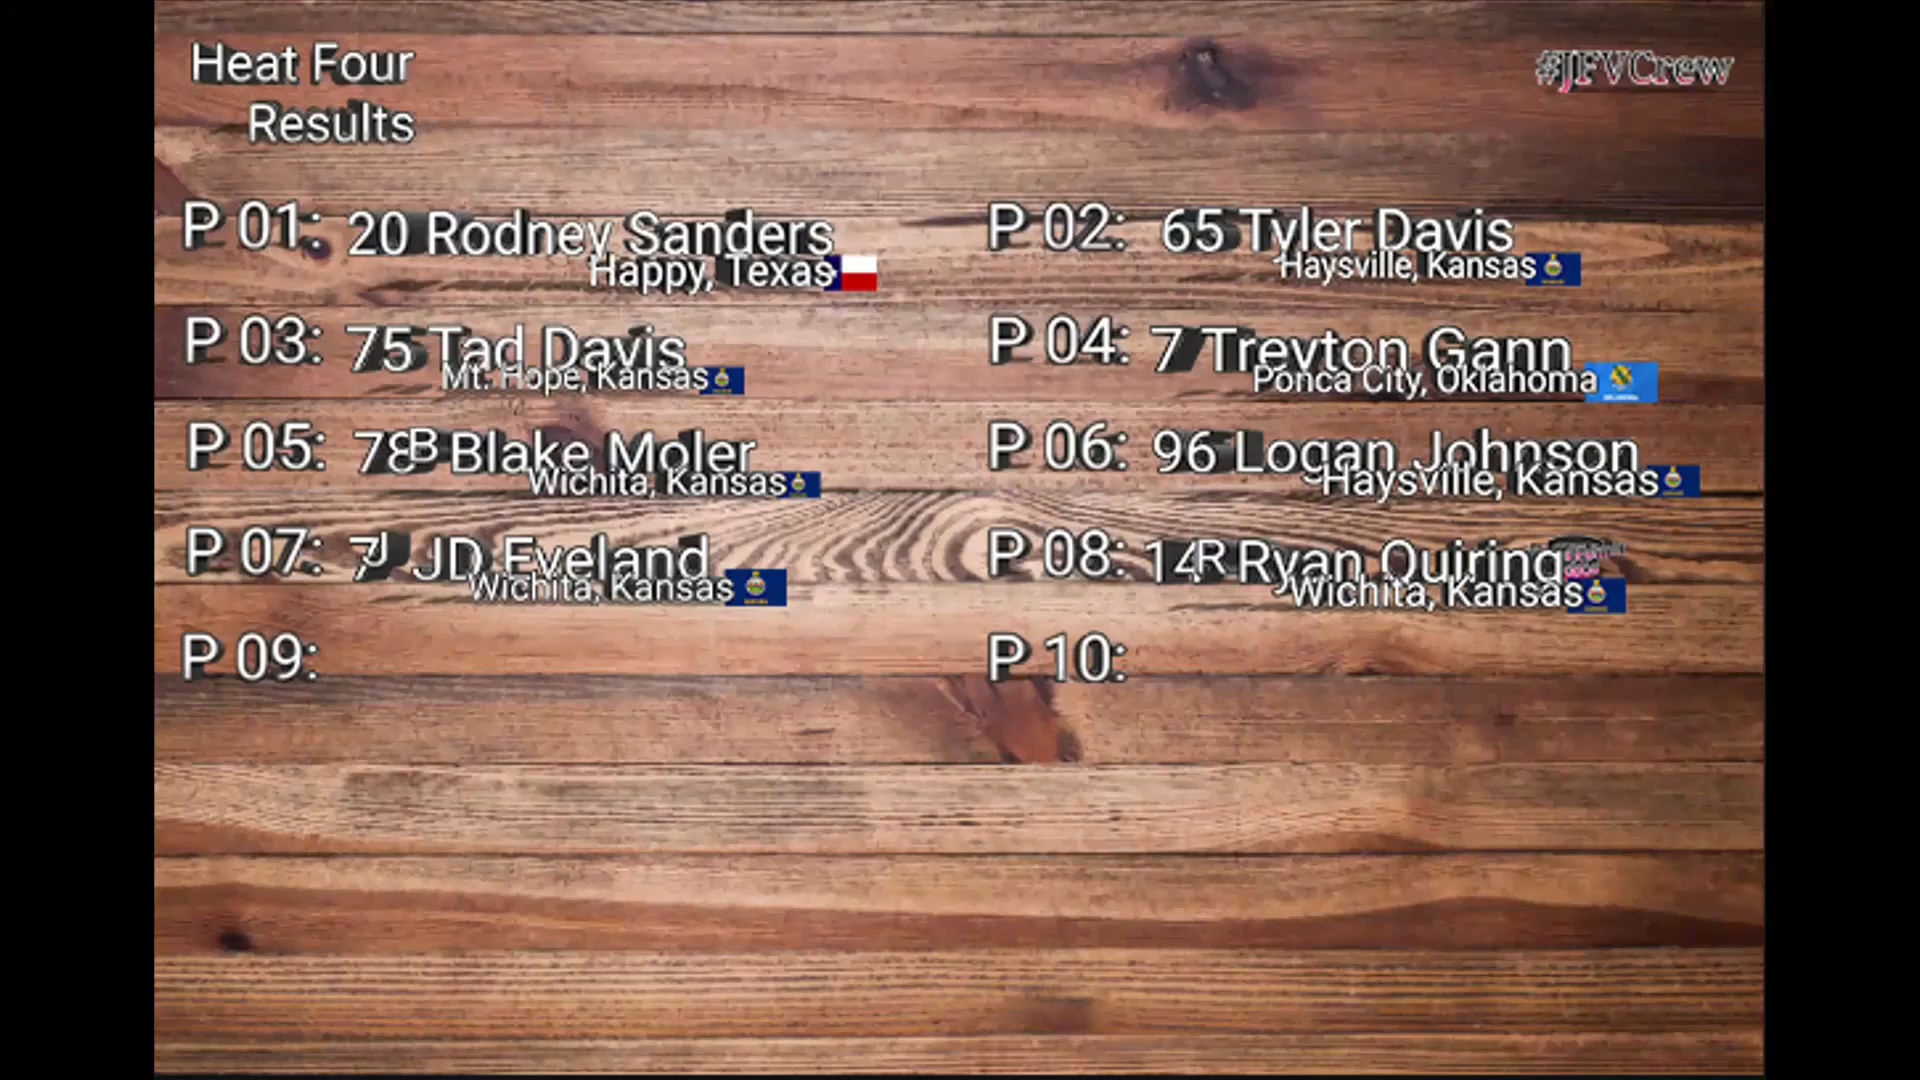 Heat Four
Results
#JJFVCrew
P 01: 20 Rodney Sanders
Happy, Texas
P 02: 65 Tyler Davis
Haysville, Kansas
P 03: 75 Tad Davis
Mt. Hope, Kansas
P 04: 7 Treyton Gann
Ponca City, Oklahoma
P 05: 78B Blake Moler
Wichita, Kansas
P 06: 96 Logan Johnson
Haysville, Kansas
P 07: 7J JD Eveland
Wichita, Kansas
P 08: 14R Ryan Quiring
Wichita, Kansas
P 09:
P 10: